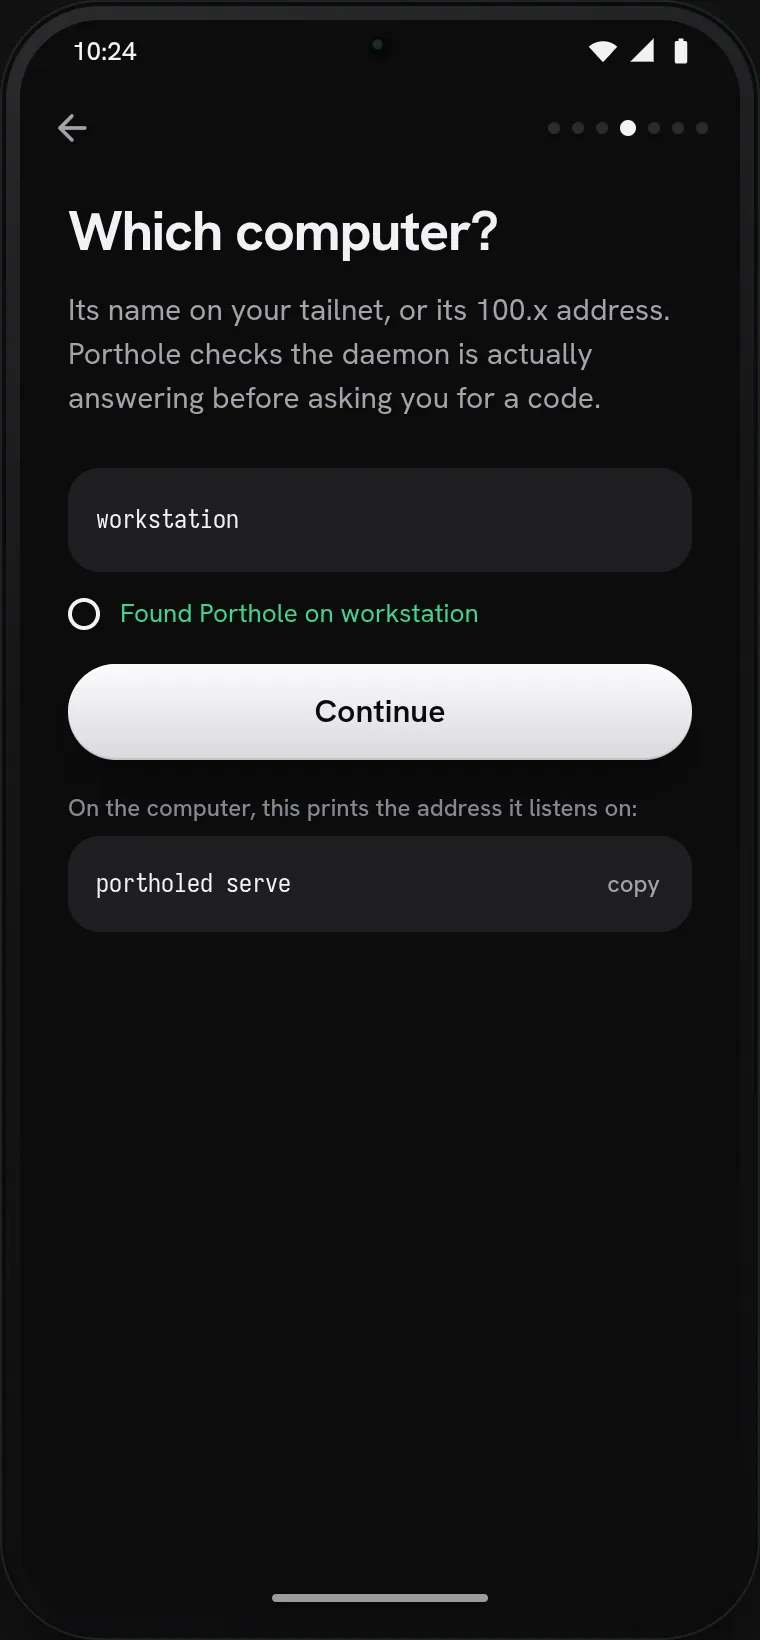 10:24
Which computer?
Its name on your tailnet, or its 100.x address.
Porthole checks the daemon is actually
answering before asking you for a code.
workstation
Found Porthole on workstation
Continue
On the computer, this prints the address it listens on:
portholed serve copy